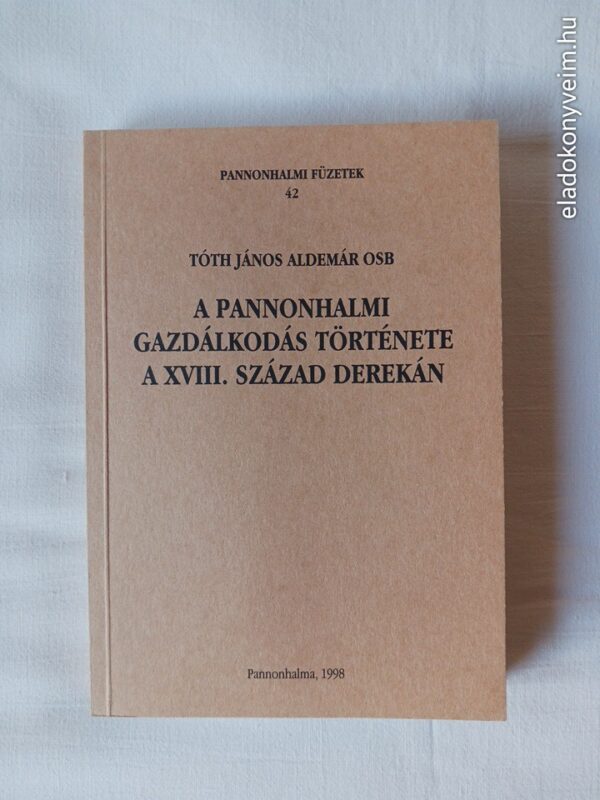 PANNONHALMI FÜZETEK
42
TÓTH JÁNOS ALDEMÁR OSB
A PANNONHALMI
GAZDÁLKODÁS TÖRTÉNETE
A XVIII. SZÁZAD DEREKÁN
Pannonhalma, 1998
eladokonyveim.hu